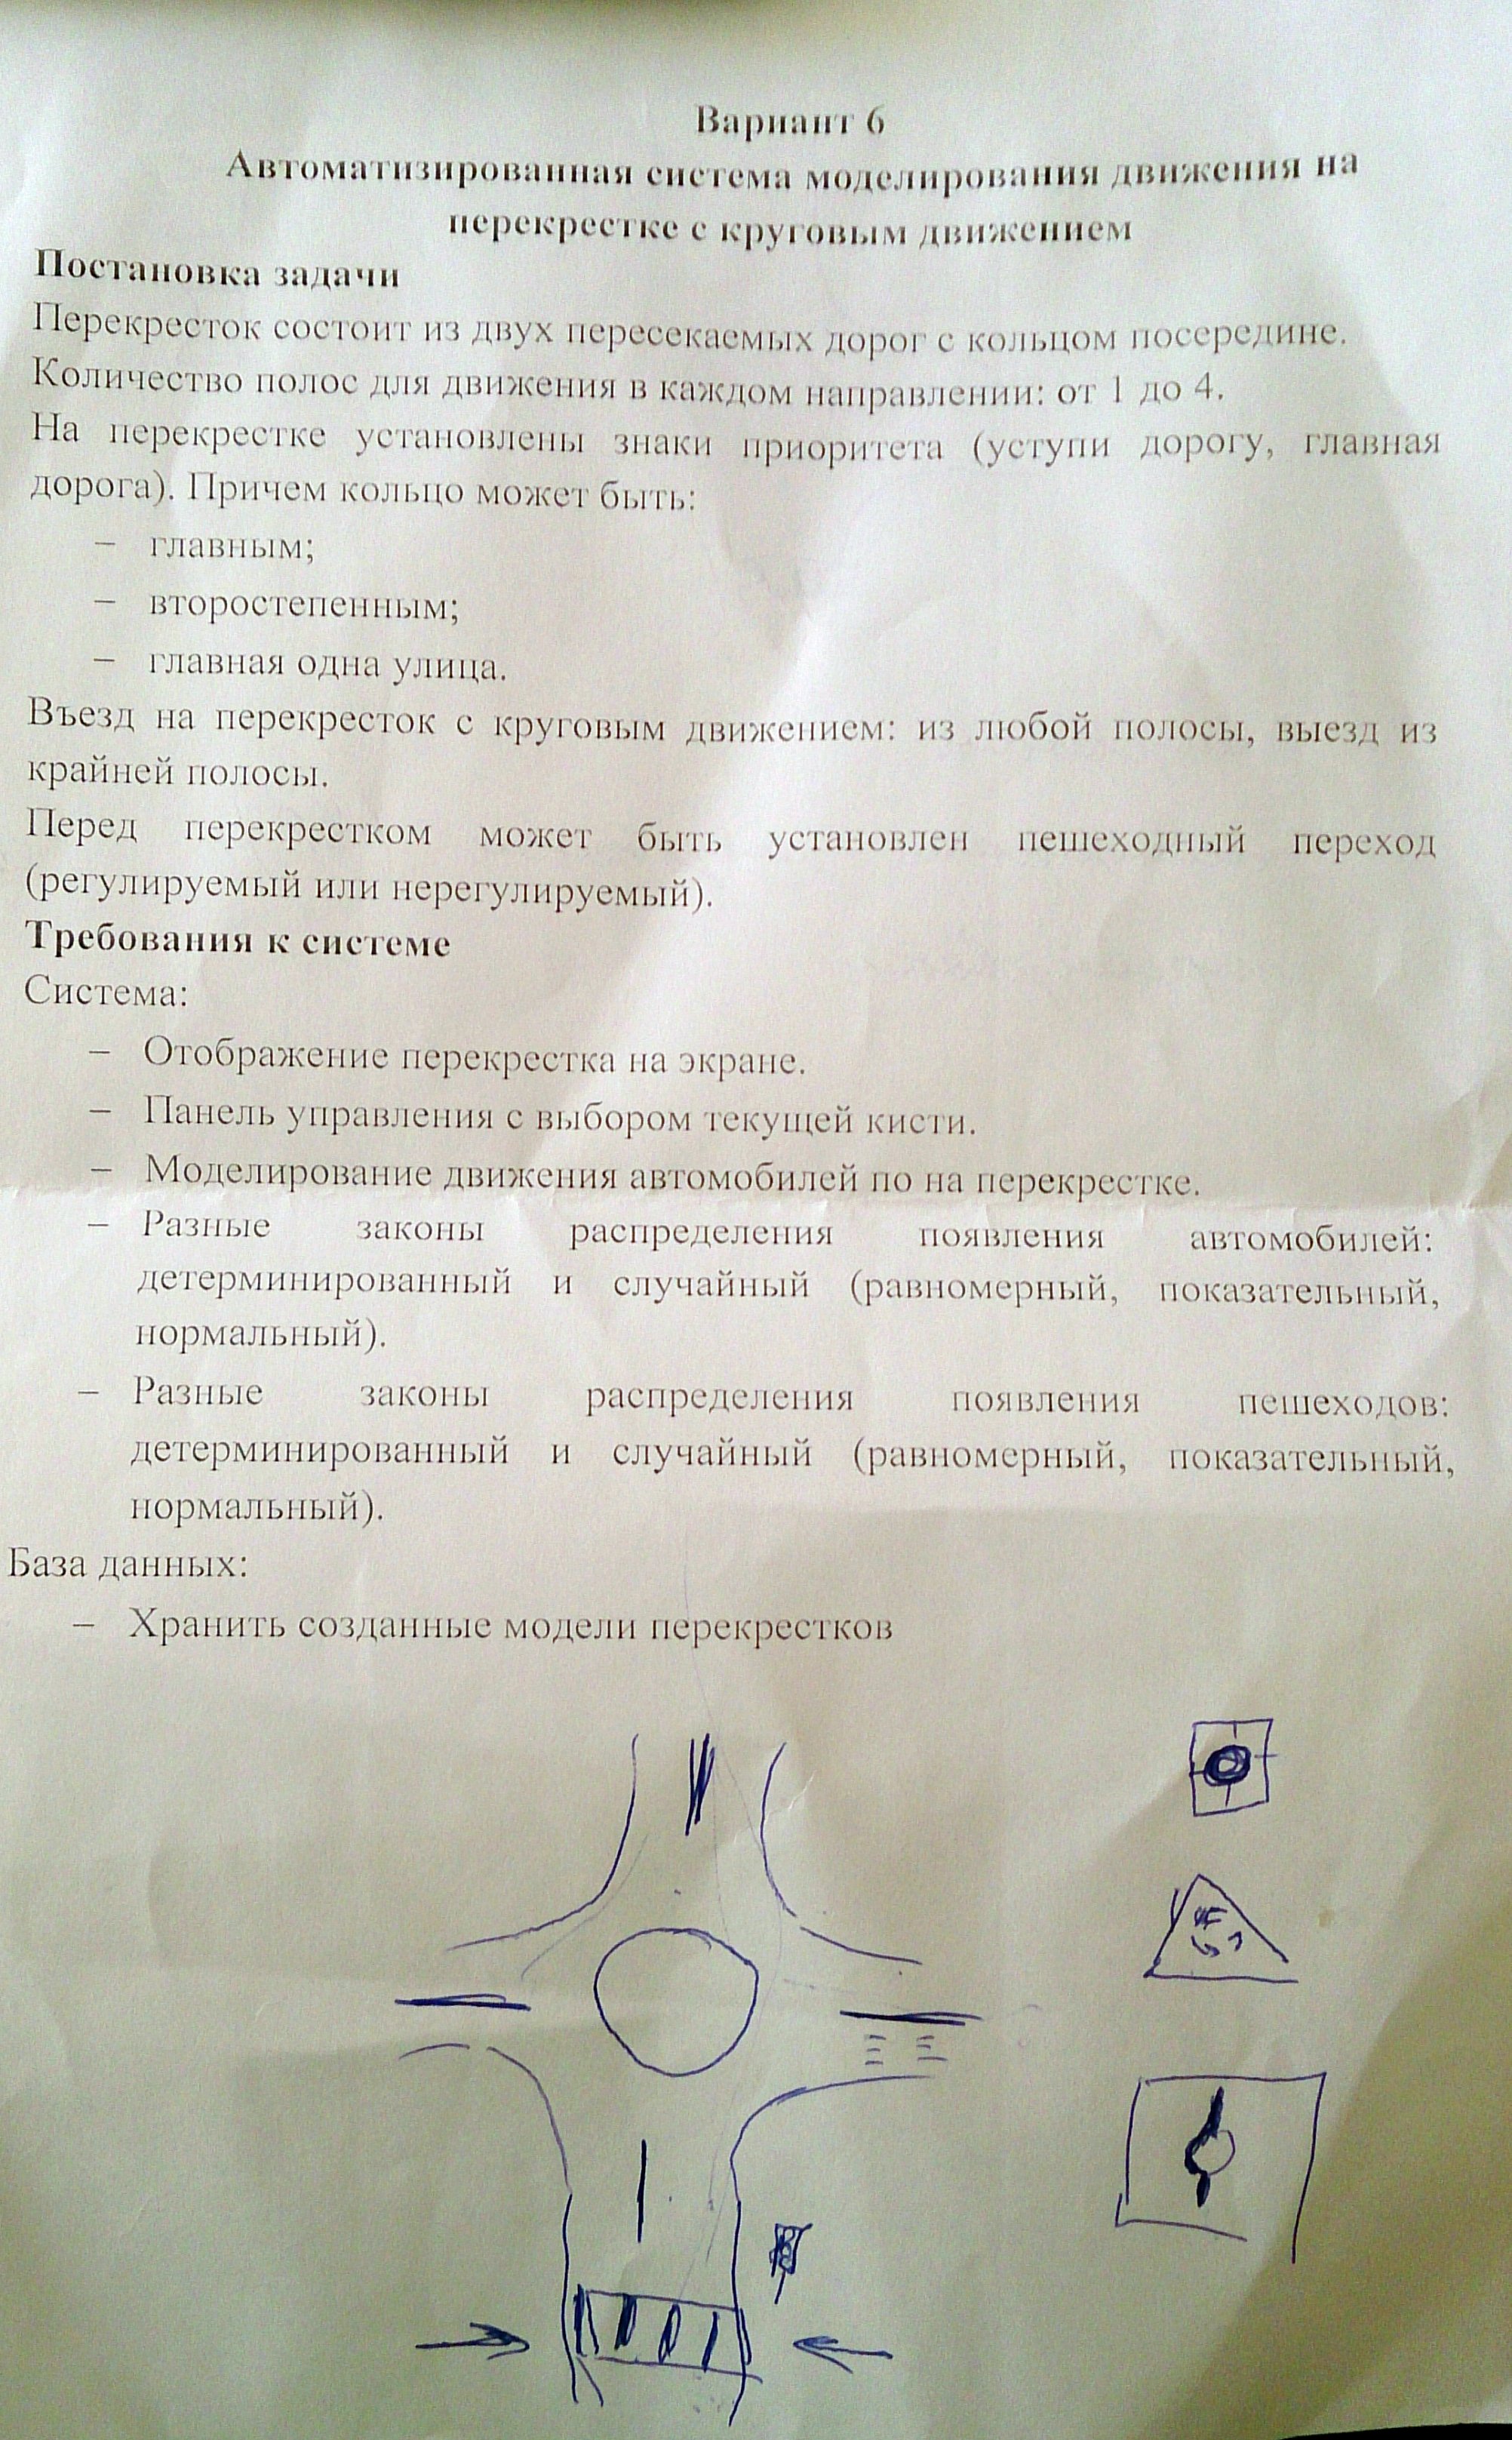 Вариант 6
Автоматизированная система моделирования движения на
перекрестке с круговым движением
Постановка задачи
Перекресток состоит из двух пересекаемых дорог с кольцом посередине.
Количество полос для движения в каждом направлении: от 1 до 4.
На перекрестке установлены знаки приоритета (уступи дорогу, главная
дорога). Причем кольцо может быть:
– главным;
– второстепенным;
– главная одна улица.
Въезд на перекресток с круговым движением: из любой полосы, выезд из
крайней полосы.
Перед перекрестком может быть установлен пешеходный переход
(регулируемый или нерегулируемый).
Требования к системе
Система:
– Отображение перекрестка на экране.
– Панель управления с выбором текущей кисти.
– Моделирование движения автомобилей по на перекрестке.
– Разные законы распределения появления автомобилей:
детерминированный и случайный (равномерный, показательный,
нормальный).
– Разные законы распределения появления пешеходов:
детерминированный и случайный (равномерный, показательный,
нормальный).
База данных:
– Хранить созданные модели перекрестков